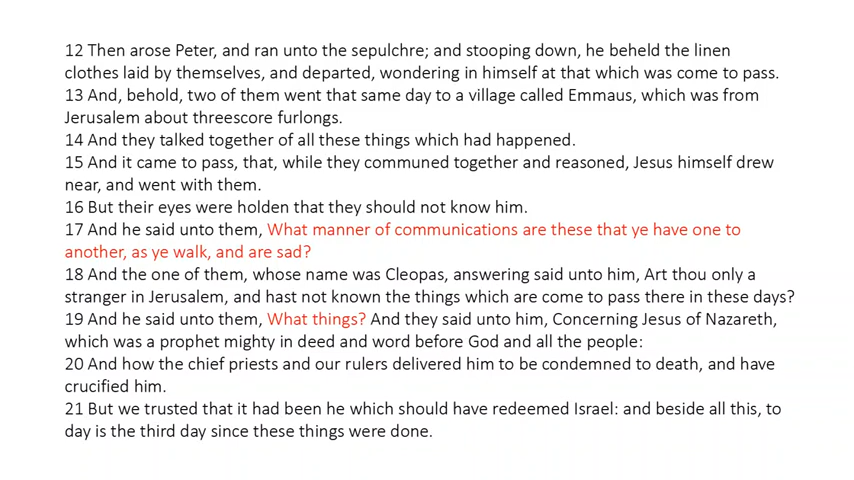 12 Then arose Peter, and ran unto the sepulchre; and stooping down, he beheld the linen
clothes laid by themselves, and departed, wondering in himself at that which was come to pass.
13 And, behold, two of them went that same day to a village called Emmaus, which was from
Jerusalem about threescore furlongs.
14 And they talked together of all these things which had happened.
15 And it came to pass, that, while they communed together and reasoned, Jesus himself drew
near, and went with them.
16 But their eyes were holden that they should not know him.
17 And he said unto them, What manner of communications are these that ye have one to
another, as ye walk, and are sad?
18 And the one of them, whose name was Cleopas, answering said unto him, Art thou only a
stranger in Jerusalem, and hast not known the things which are come to pass there in these days?
19 And he said unto them, What things? And they said unto him, Concerning Jesus of Nazareth,
which was a prophet mighty in deed and word before God and all the people:
20 And how the chief priests and our rulers delivered him to be condemned to death, and have
crucified him.
21 But we trusted that it had been he which should have redeemed Israel: and beside all this, to
day is the third day since these things were done.